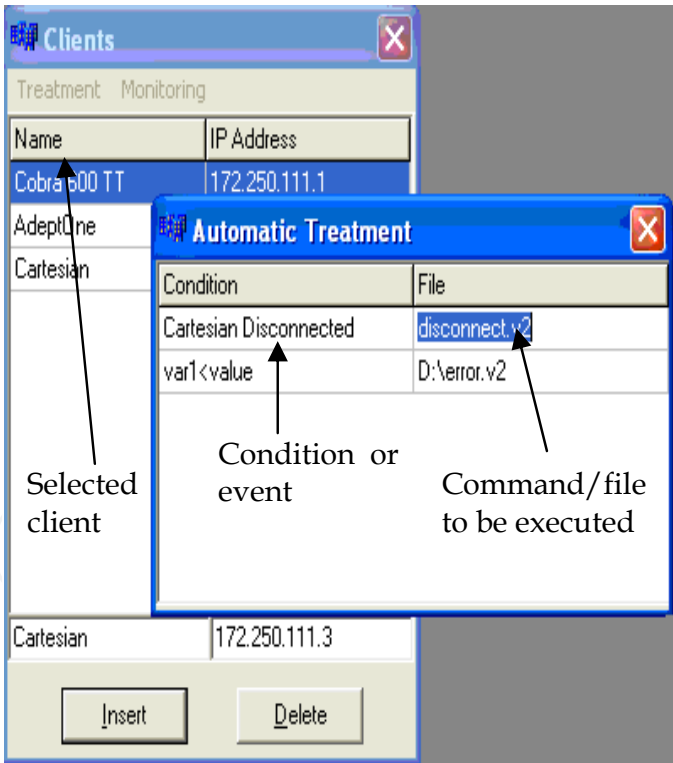 Clients
Treatment Monitoring
Name IP Address
Cobra 600 TT 172.250.111.1
AdeptOne
Cartesian
Automatic Treatment
Condition File
Cartesian Disconnected disconnect.v2
var1<value D:\error.v2
Selected
client
Condition or
event
Command/file
to be executed
Cartesian 172.250.111.3
Insert Delete